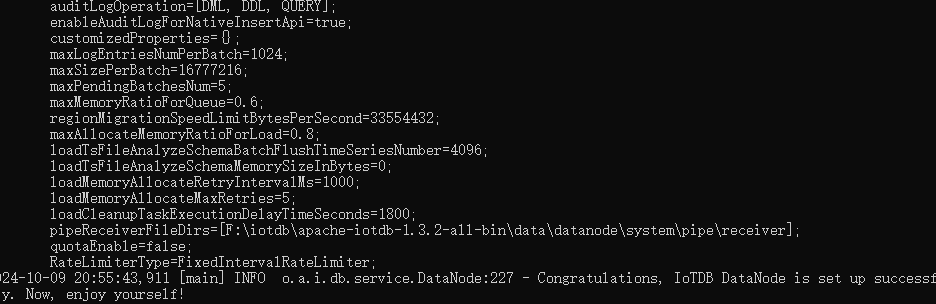 auditLogOperation=[DML, DDL, QUERY];
enableAuditLogForNativeInsertApi=true;
customizedProperties={};
maxLogEntriesNumPerBatch=1024;
maxSizePerBatch=16777216;
maxPendingBatchesNum=5;
maxMemoryRatioForQueue=0.6;
regionMigrationSpeedLimitBytesPerSecond=33554432;
maxAllocateMemoryRatioForLoad=0.8;
loadTsFileAnalyzeSchemaBatchFlushTimeSeriesNumber=4096;
loadTsFileAnalyzeSchemaMemorySizeInBytes=0;
loadMemoryAllocateRetryIntervalMs=1000;
loadMemoryAllocateMaxRetries=5;
loadCleanupTaskExecutionDelayTimeSeconds=1800;
pipeReceiverFileDirs=[F:\iotdb\apache-iotdb-1.3.2-all-bin\data\datanode\system\pipe\receiver];
quotaEnable=false;
RateLimiterType=FixedIntervalRateLimiter;
24-10-09 20:55:43,911 [main] INFO  o.a.i.db.service.DataNode:227 - Congratulations, IoTDB DataNode is set up successf
y. Now, enjoy yourself!